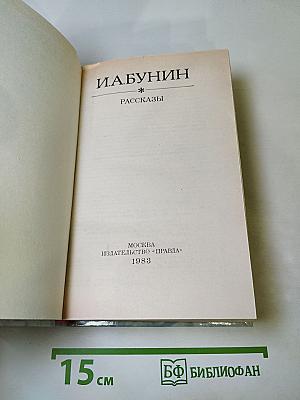 И.А.БУНИН
*
РАССКАЗЫ
МОСКВА
ИЗДАТЕЛЬСТВО «ПРАВДА»
1983
15 см
БФ БИБЛИОФАН